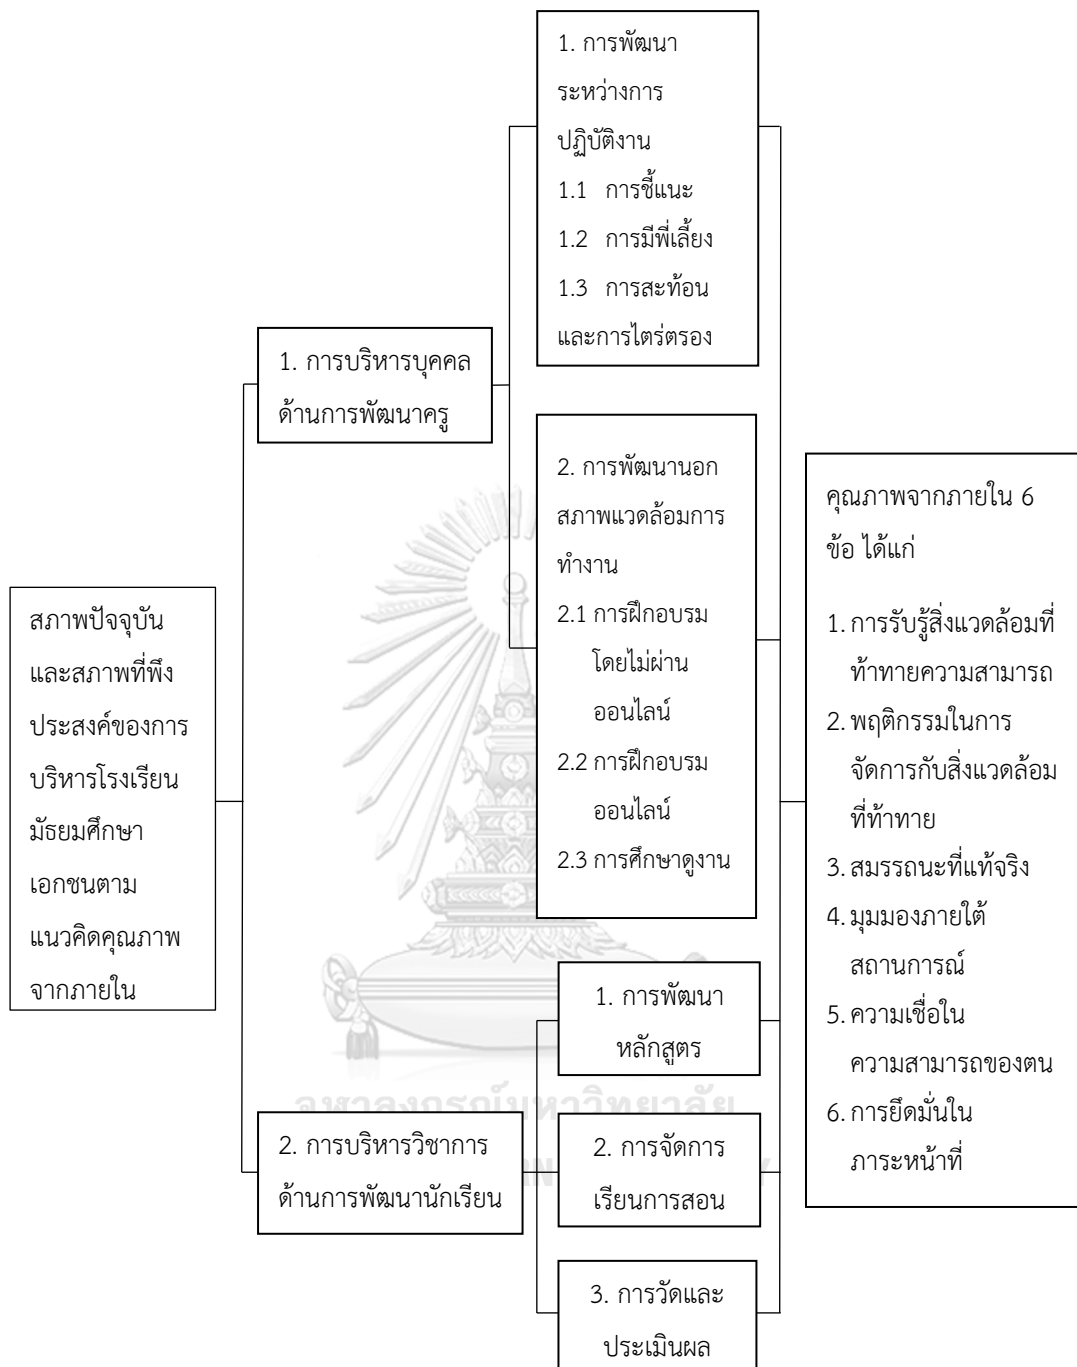 สภาพปัจจุบัน
และสภาพที่พึง
ประสงค์ของการ
บริหารโรงเรียน
มัธยมศึกษา
เอกชนตาม
แนวคิดคุณภาพ
จากภายใน
1. การบริหารบุคคล
ด้านการพัฒนาครู
2. การบริหารวิชาการ
ด้านการพัฒนานักเรียน
1. การพัฒนา
ระหว่างการ
ปฏิบัติงาน
1.1 การชี้แนะ
1.2 การมีพี่เลี้ยง
1.3 การสะท้อน
และการไตร่ตรอง
2. การพัฒนานอก
สภาพแวดล้อมการ
ทำงาน
2.1 การฝึกอบรม
โดยไม่ผ่าน
ออนไลน์
2.2 การฝึกอบรม
ออนไลน์
2.3 การศึกษาดูงาน
1. การพัฒนา
หลักสูตร
2. การจัดการ
เรียนการสอน
3. การวัดและ
ประเมินผล
คุณภาพจากภายใน 6
ข้อ ได้แก่
1. การรับรู้สิ่งแวดล้อมที่
ท้าทายความสามารถ
2. พฤติกรรมในการ
จัดการกับสิ่งแวดล้อม
ที่ท้าทาย
3. สมรรถนะที่แท้จริง
4. มุมมองภายใต้
สถานการณ์
5. ความเชื่อใน
ความสามารถของตน
6. การยึดมั่นใน
ภาระหน้าที่
จุฬาลงกรณ์มหาวิทยาลัย